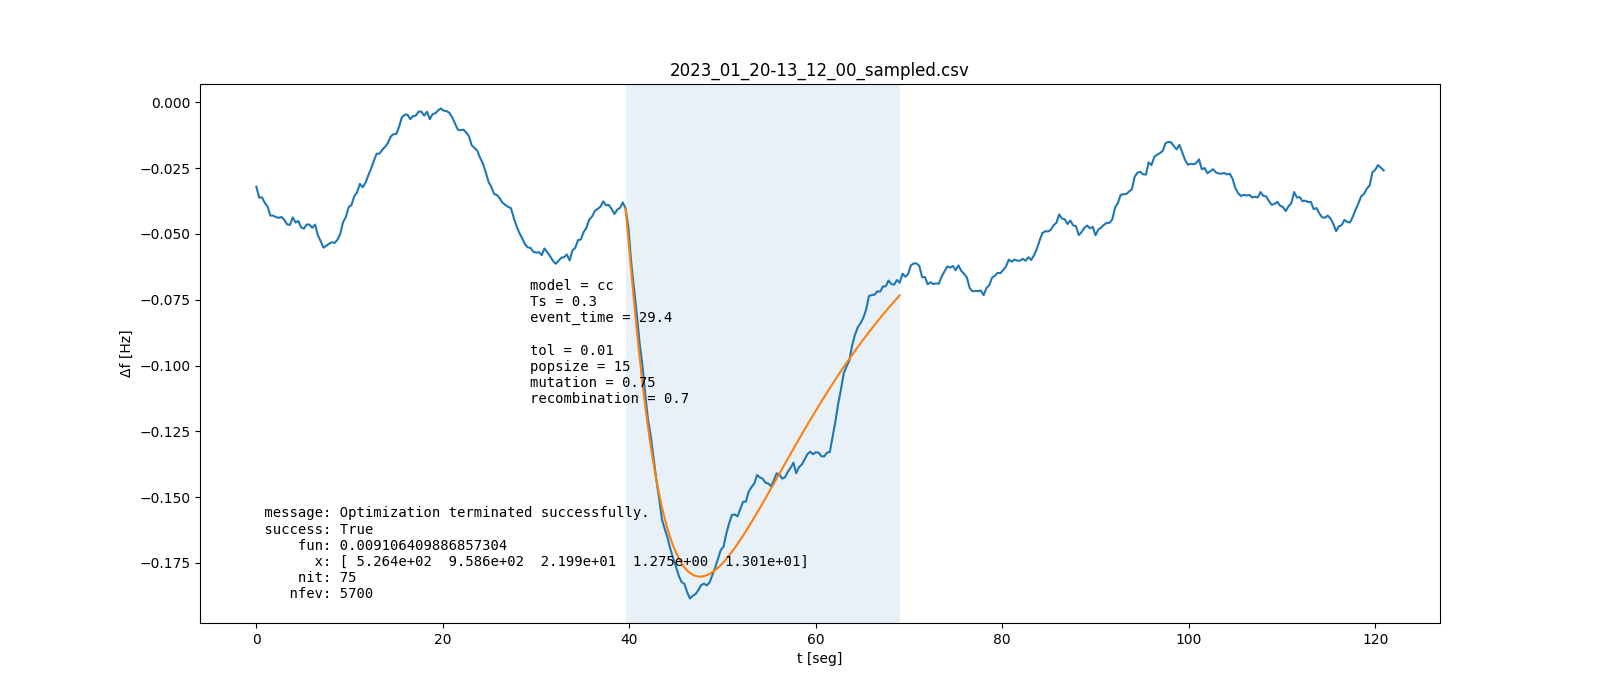 2023_01_20-13_12_00_sampled.csv
0.000
−0.025
−0.050
−0.075
−0.100
−0.125
−0.150
−0.175
Δf [Hz]
model = cc
Ts = 0.3
event_time = 29.4
tol = 0.01
popsize = 15
mutation = 0.75
recombination = 0.7
message: Optimization terminated successfully.
success: True
fun: 0.009106409886857304
x: [ 5.264e+02  9.586e+02  2.199e+01  1.275e+00  1.301e+01]
nit: 75
nfev: 5700
0 20 40 60 80 100 120
t [seg]